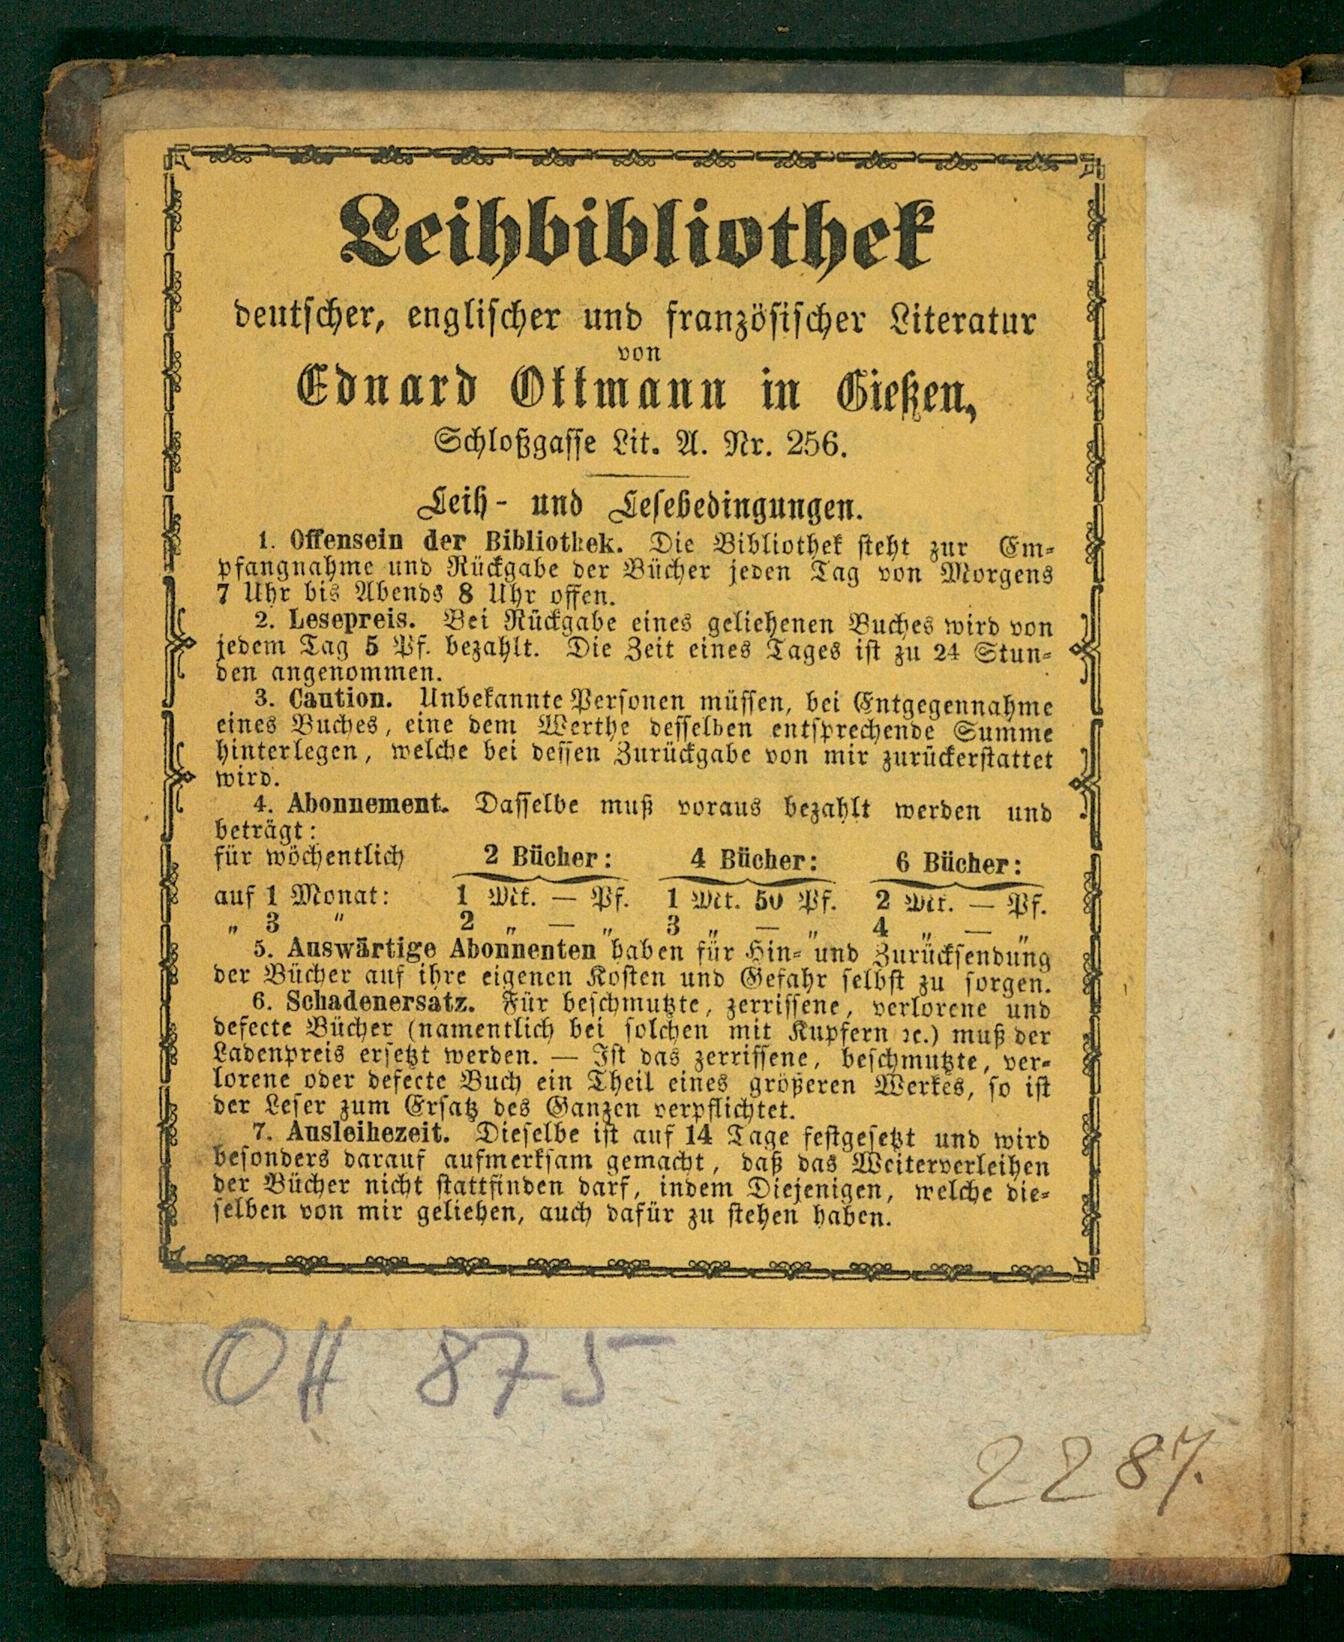 Leihbibliothek
deutscher, englischer und französischer Literatur
von
Eduard Ottmann in Gießen,
Schloßgasse Lit. A. Nr. 256.
Leih- und Lesebedingungen.
1. Offensein der Bibliothek. Die Bibliothek steht zur Em-
pfangnahme und Rückgabe der Bücher jeden Tag von Morgens
7 Uhr bis Abends 8 Uhr offen.
2. Lesepreis. Bei Rückgabe eines geliehenen Buches wird von
jedem Tag 5 Pf. bezahlt. Die Zeit eines Tages ist zu 24 Stun-
den angenommen.
3. Caution. Unbekannte Personen müssen, bei Entgegennahme
eines Buches, eine dem Werthe desselben entsprechende Summe
hinterlegen, welche bei dessen Zurückgabe von mir zurückerstattet
wird.
4. Abonnement. Dasselbe muß voraus bezahlt werden und
beträgt:
für wöchentlich 2 Bücher: 4 Bücher: 6 Bücher:
auf 1 Monat: 1 Mk. — Pf. 1 Mk. 50 Pf. 2 Mk. — Pf.
„ 3 „ 2 „ — „ 3 „ — „ 4 „ — „
5. Auswärtige Abonnenten haben für Hin- und Zurücksendung
der Bücher auf ihre eigenen Kosten und Gefahr selbst zu sorgen.
6. Schadenersatz. Für beschmutzte, zerrissene, verlorene und
defecte Bücher (namentlich bei solchen mit Kupfern ꝛc.) muß der
Ladenpreis ersetzt werden. — Ist das zerrissene, beschmutzte, ver-
lorene oder defecte Buch ein Theil eines größeren Werkes, so ist
der Leser zum Ersatz des Ganzen verpflichtet.
7. Ausleihezeit. Dieselbe ist auf 14 Tage festgesetzt und wird
besonders darauf aufmerksam gemacht, daß das Weiterverleihen
der Bücher nicht stattfinden darf, indem Diejenigen, welche die-
selben von mir geliehen, auch dafür zu stehen haben.
OH 875
2287.